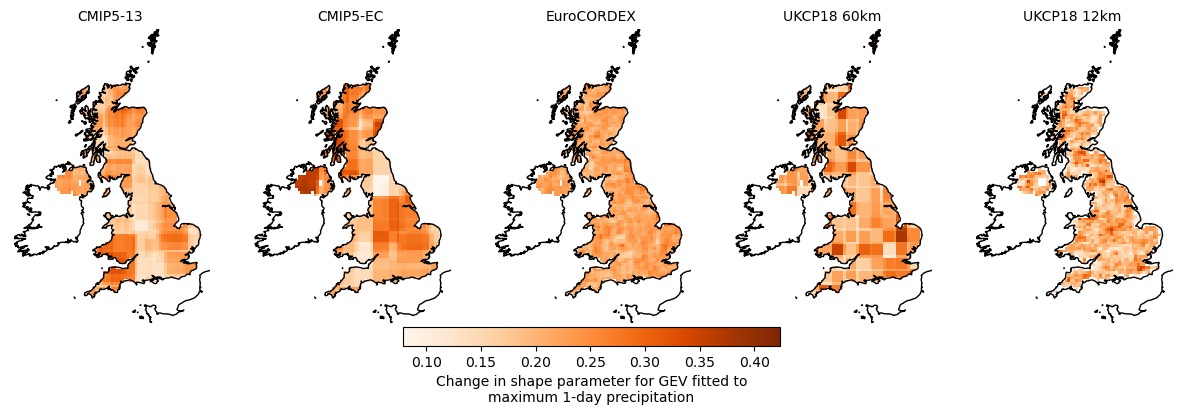 CMIP5-13
CMIP5-EC
EuroCORDEX
UKCP18 60km
UKCP18 12km
0.10 0.15 0.20 0.25 0.30 0.35 0.40
Change in shape parameter for GEV fitted to
maximum 1-day precipitation